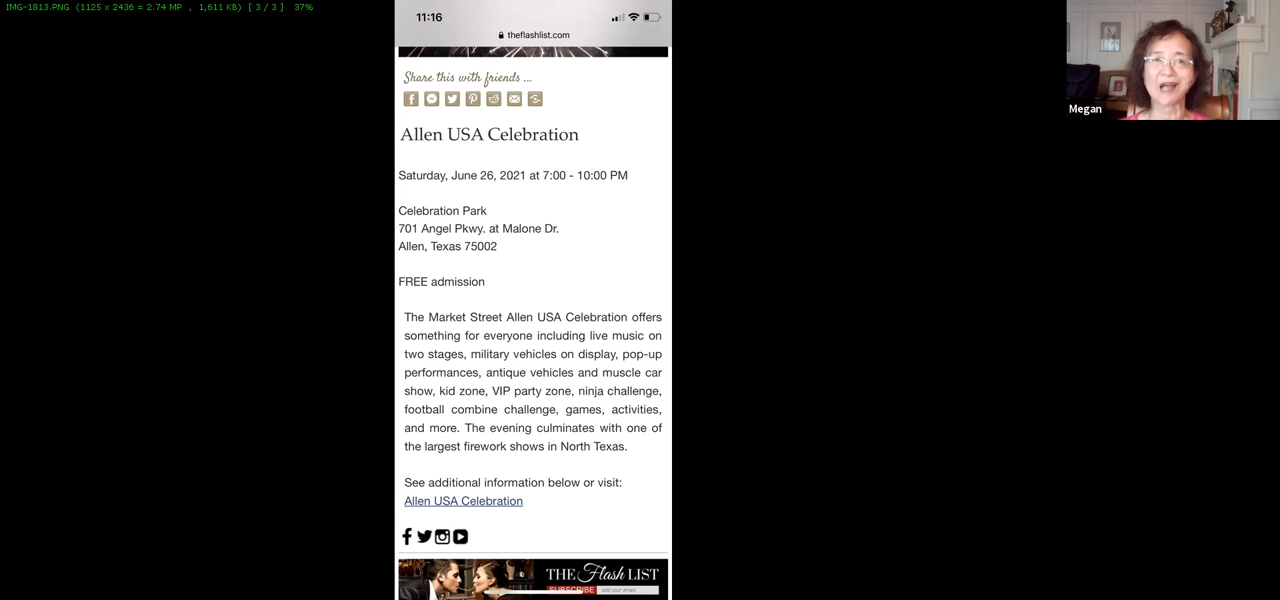 IMG-1813.PNG (1125 x 2436 = 2.74 MP , 1,611 KB) [ 3 / 3 ] 37%
11:16
theflashlist.com
Share this with friends ...
Allen USA Celebration
Saturday, June 26, 2021 at 7:00 - 10:00 PM
Celebration Park
701 Angel Pkwy. at Malone Dr.
Allen, Texas 75002
FREE admission
The Market Street Allen USA Celebration offers
something for everyone including live music on
two stages, military vehicles on display, pop-up
performances, antique vehicles and muscle car
show, kid zone, VIP party zone, ninja challenge,
football combine challenge, games, activities,
and more. The evening culminates with one of
the largest firework shows in North Texas.
See additional information below or visit:
Allen USA Celebration
THE Flash LIST
SUBSCRIBE add your email
Megan